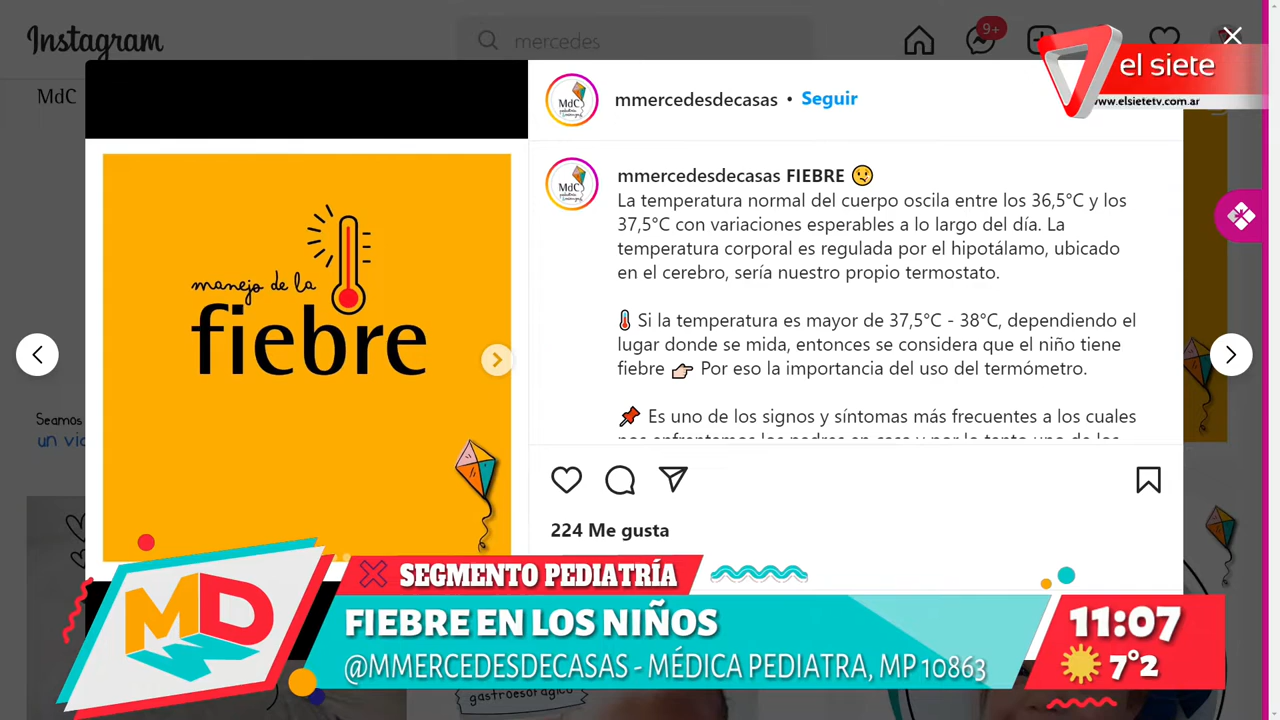 Instagram
mercedes
9+
el siete
www.elsietetv.com.ar
MdC
MdC
mmercedesdecasas • Seguir
MdC
mmercedesdecasas FIEBRE 🤒
La temperatura normal del cuerpo oscila entre los 36,5°C y los
37,5°C con variaciones esperables a lo largo del día. La
temperatura corporal es regulada por el hipotálamo, ubicado
en el cerebro, sería nuestro propio termostato.
🌡️ Si la temperatura es mayor de 37,5°C - 38°C, dependiendo el
lugar donde se mida, entonces se considera que el niño tiene
fiebre 👉🏻 Por eso la importancia del uso del termómetro.
📌 Es uno de los signos y síntomas más frecuentes a los cuales
manejo de la
fiebre
Seamos
un via
224 Me gusta
SEGMENTO PEDIATRÍA
MD
FIEBRE EN LOS NIÑOS
@MMERCEDESDECASAS - MÉDICA PEDIATRA, MP 10863
11:07
7°2
gastroesofágico